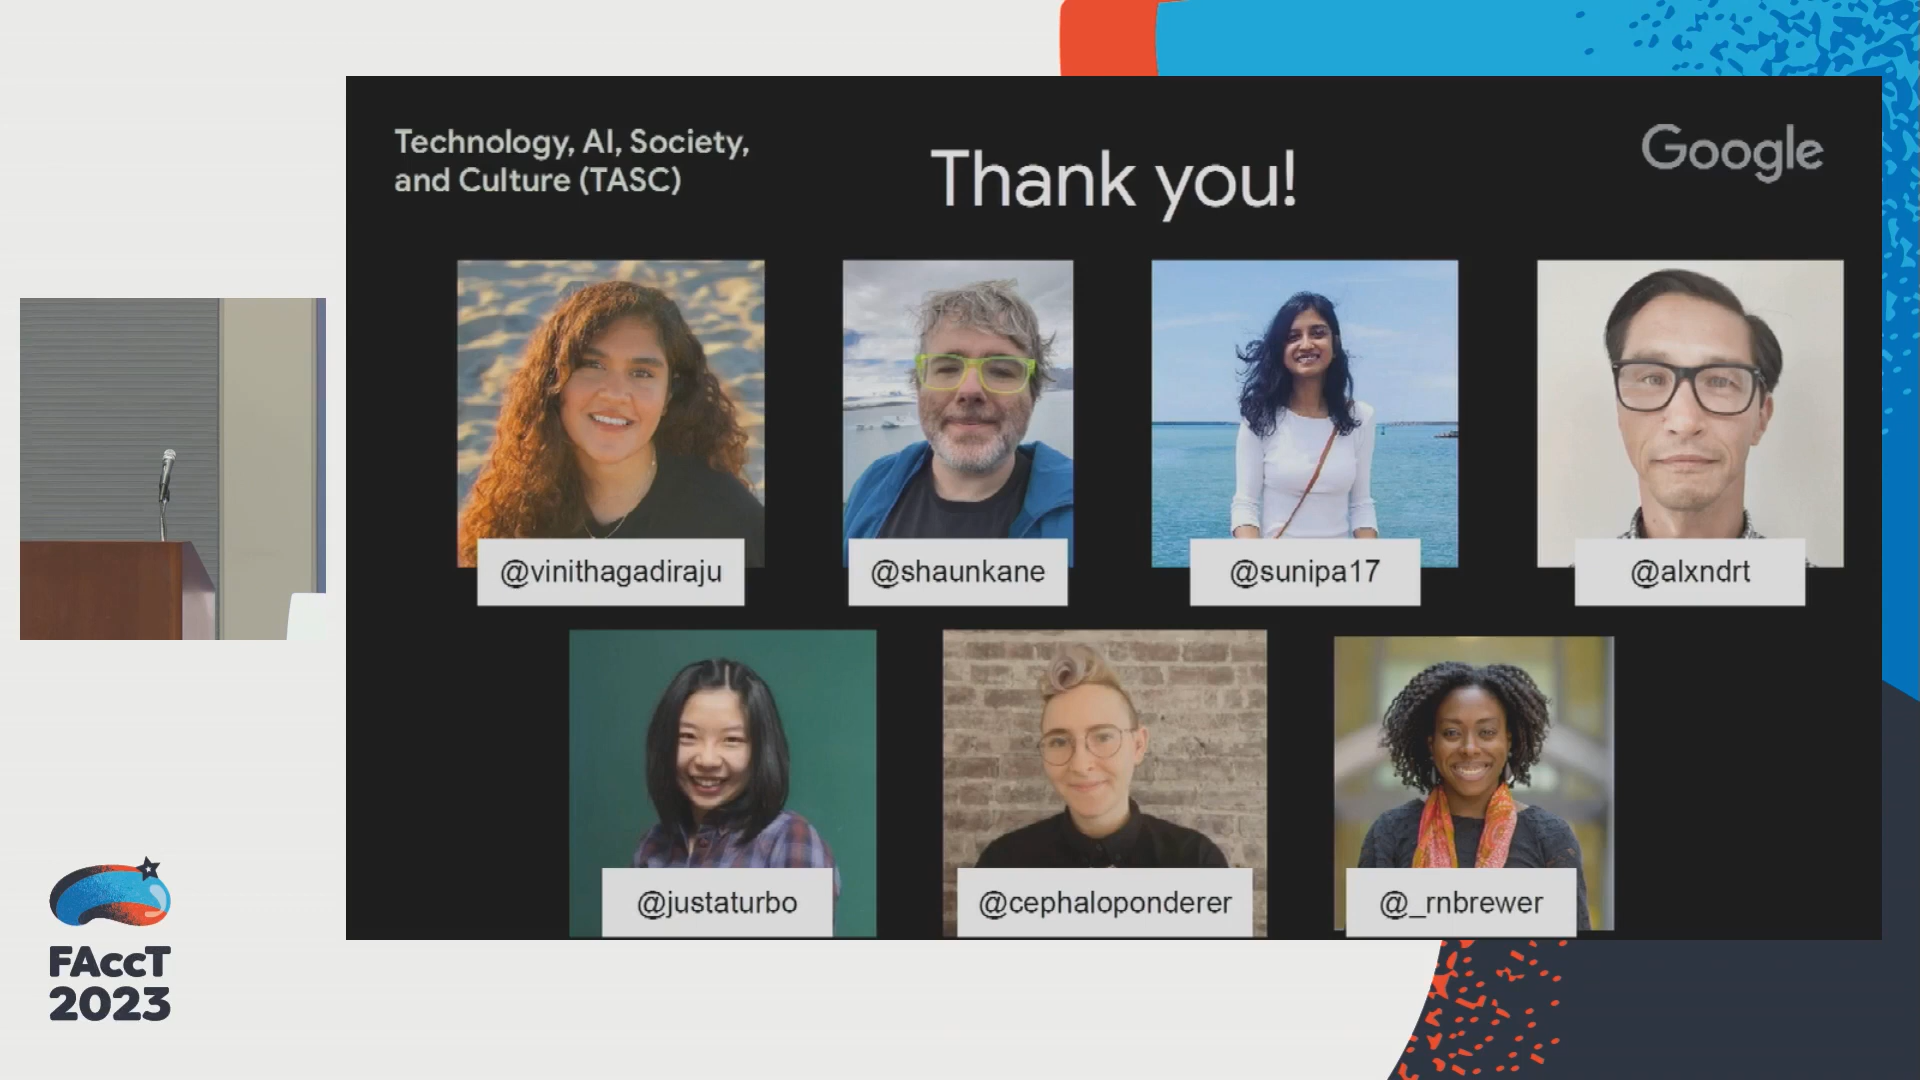 Technology, AI, Society,
and Culture (TASC)
Thank you!
Google
@vinithagadiraju
@shaunkane
@sunipa17
@alxndrt
@justaturbo
@cephaloponderer
@_rnbrewer
FAccT
2023